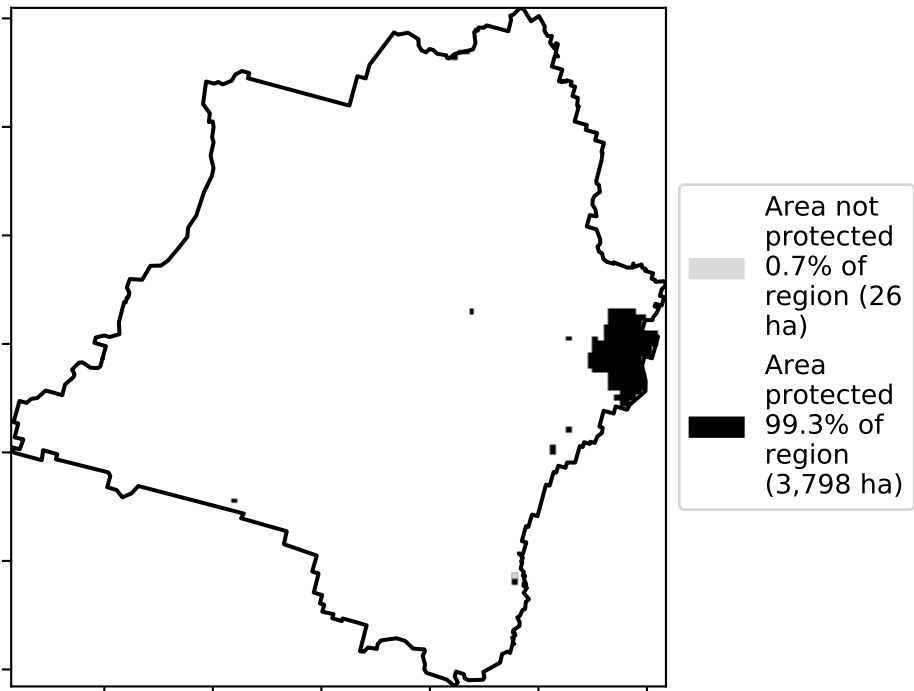 Area not
protected
0.7% of
region (26
ha)
Area
protected
99.3% of
region
(3,798 ha)